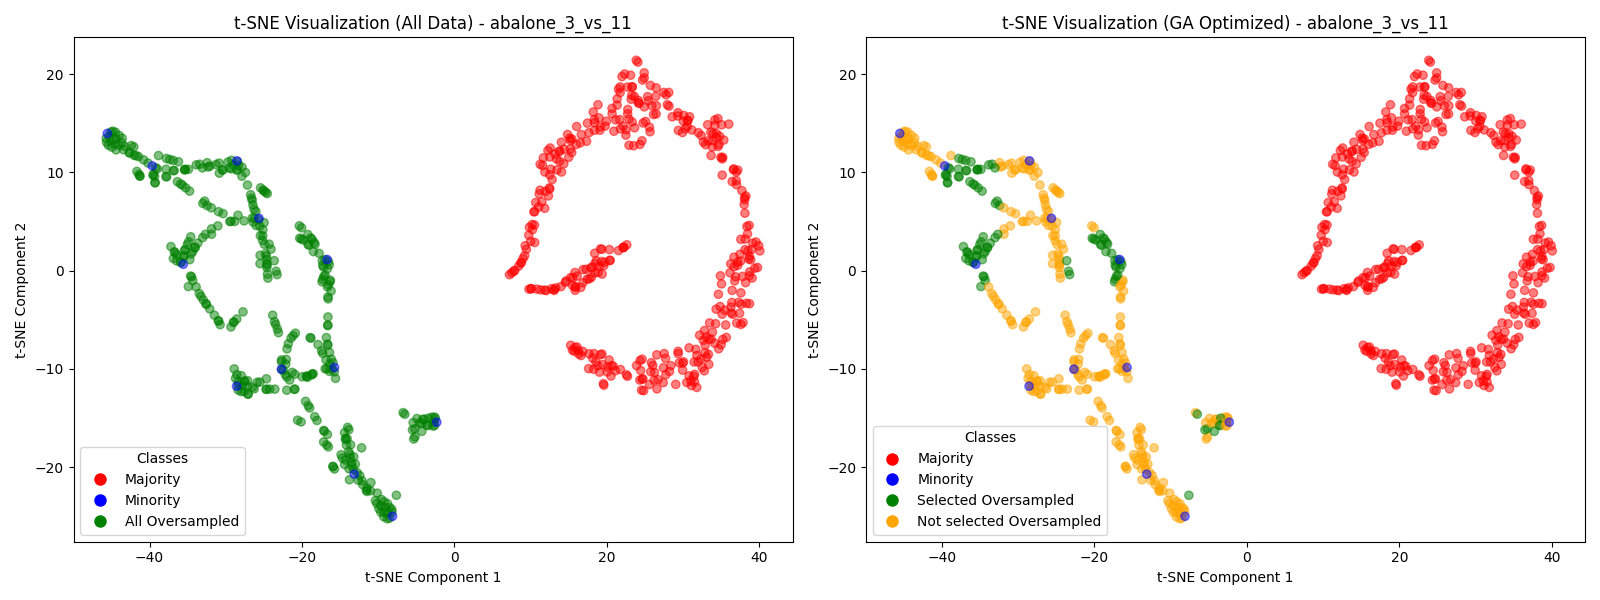 t-SNE Visualization (All Data) - abalone_3_vs_11
t-SNE Component 2
20
10
0
−10
−20
Classes
Majority
Minority
All Oversampled
−40
−20
0
20
40
t-SNE Component 1
t-SNE Visualization (GA Optimized) - abalone_3_vs_11
t-SNE Component 2
20
10
0
−10
−20
Classes
Majority
Minority
Selected Oversampled
Not selected Oversampled
−40
−20
0
20
40
t-SNE Component 1